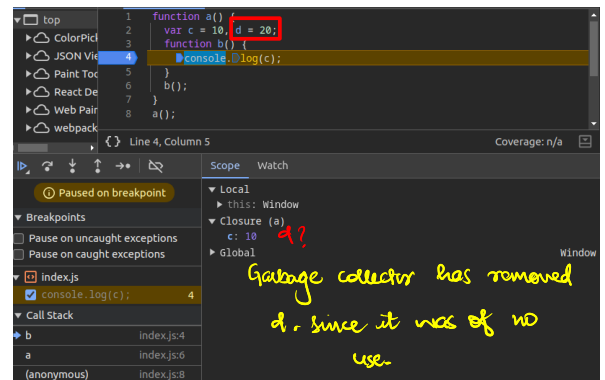 top
ColorPick
JSON Vie
Paint Too
React De
Web Pain
webpack
1 function a() {
2 var c = 10, d = 20;
3 function b() {
4 console.log(c);
5 }
6 b();
7 }
8 a();
{ } Line 4, Column 5 Coverage: n/a
Scope Watch
Paused on breakpoint
Breakpoints
Pause on uncaught exceptions
Pause on caught exceptions
index.js
console.log(c); 4
Call Stack
b index.js:4
a index.js:6
(anonymous) index.js:8
Local
this: Window
Closure (a)
c: 10 d?
Global Window
Garbage collector has removed
d, since it was of no
use.